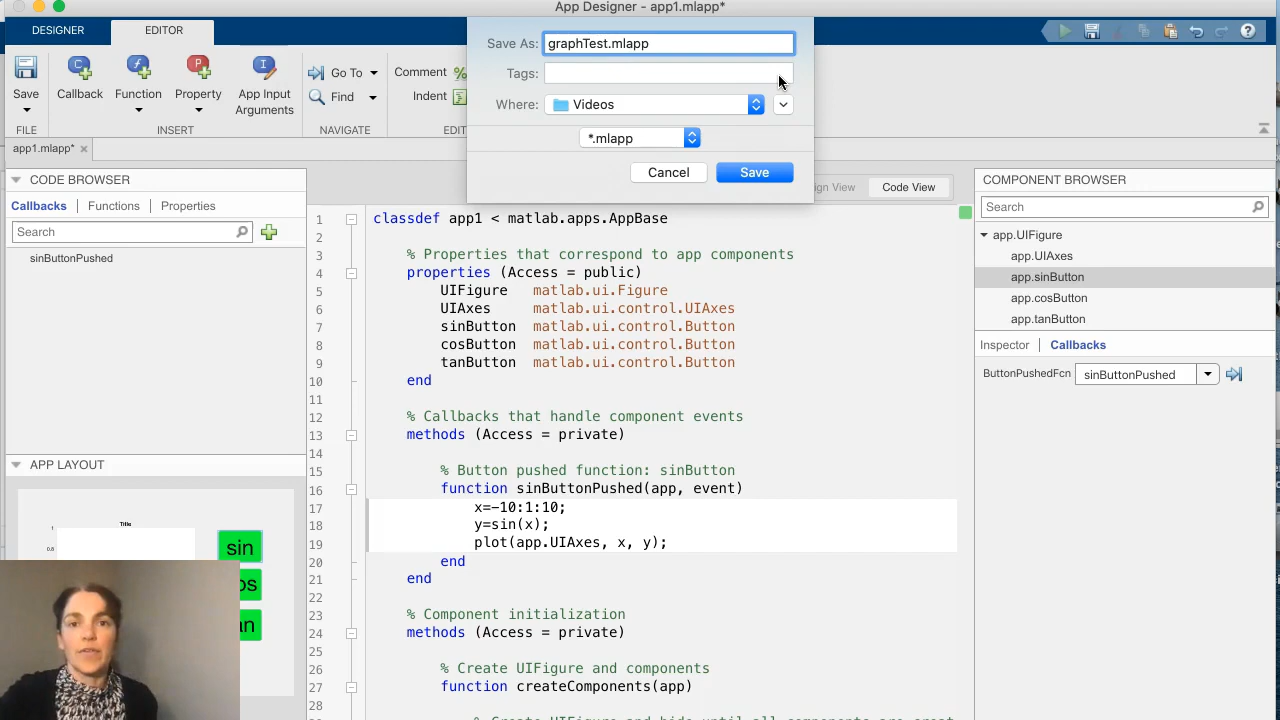 App Designer - app1.mlapp*
DESIGNER
EDITOR
Save As: graphTest.mlapp
Tags:
Where: Videos
*.mlapp
Cancel
Save
Save
Callback
Function
Property
App Input
Arguments
Go To
Find
Comment
Indent
FILE
INSERT
NAVIGATE
app1.mlapp*
CODE BROWSER
Callbacks
Functions
Properties
Search
sinButtonPushed
APP LAYOUT
Title
sin
Code View
1 classdef app1 < matlab.apps.AppBase
2
3 % Properties that correspond to app components
4 properties (Access = public)
5 UIFigure matlab.ui.Figure
6 UIAxes matlab.ui.control.UIAxes
7 sinButton matlab.ui.control.Button
8 cosButton matlab.ui.control.Button
9 tanButton matlab.ui.control.Button
10 end
11
12 % Callbacks that handle component events
13 methods (Access = private)
14
15 % Button pushed function: sinButton
16 function sinButtonPushed(app, event)
17 x=-10:1:10;
18 y=sin(x);
19 plot(app.UIAxes, x, y);
20 end
21 end
22
23 % Component initialization
24 methods (Access = private)
25
26 % Create UIFigure and components
27 function createComponents(app)
28
COMPONENT BROWSER
Search
app.UIFigure
app.UIAxes
app.sinButton
app.cosButton
app.tanButton
Inspector
Callbacks
ButtonPushedFcn sinButtonPushed